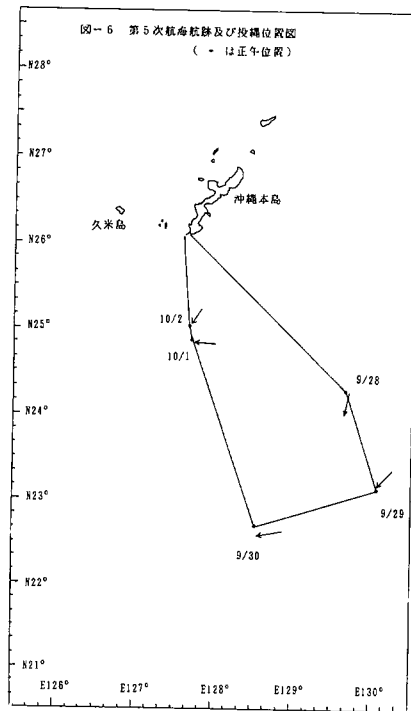 図－6　第5次航海航跡及び投縄位置図
（ ・ は正午位置）
N28°
N27°
沖縄本島
久米島
N26°
10/2
N25°
10/1
9/28
N24°
N23°
9/29
9/30
N22°
N21°
E126°　E127°　E128°　E129°　E130°